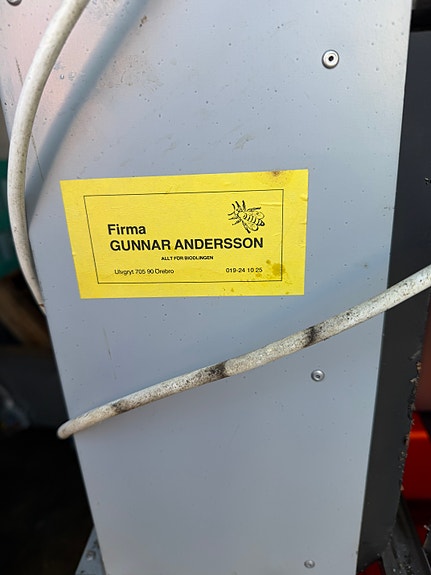 Firma
GUNNAR ANDERSSON
ALLT FÖR BIODLINGEN
Ulvgryt 705 90 Örebro 019-24 10 25